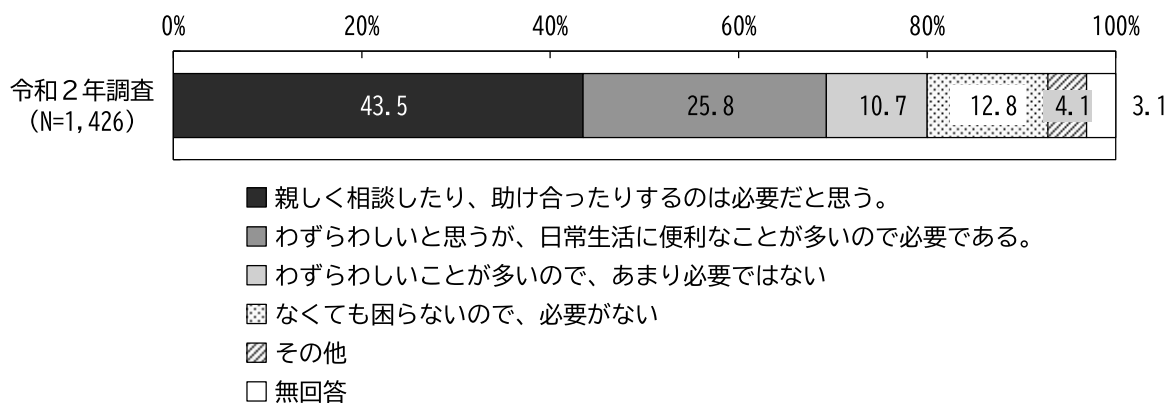 0% 20% 40% 60% 80% 100%
令和２年調査
(N=1,426)
43.5 25.8 10.7 12.8 4.1 3.1
親しく相談したり、助け合ったりするのは必要だと思う。
わずらわしいと思うが、日常生活に便利なことが多いので必要である。
わずらわしいことが多いので、あまり必要ではない
なくても困らないので、必要がない
その他
無回答